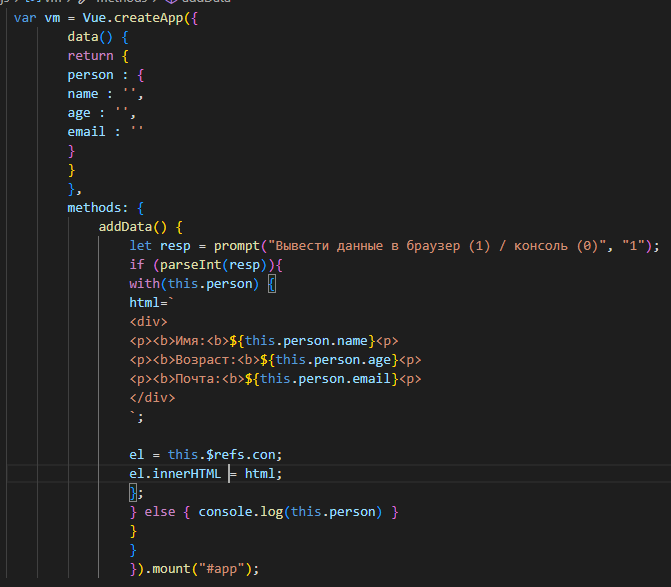 var vm = Vue.createApp({
data() {
return {
person : {
name : '',
age : '',
email : ''
}
}
},
methods: {
addData() {
let resp = prompt("Вывести данные в браузер (1) / консоль (0)", "1");
if (parseInt(resp)){
with(this.person) {
html=`
<div>
<p><b>Имя:<b>${this.person.name}<p>
<p><b>Возраст:<b>${this.person.age}<p>
<p><b>Почта:<b>${this.person.email}<p>
</div>
`;
el = this.$refs.con;
el.innerHTML = html;
};
} else { console.log(this.person) }
}
}
}).mount("#app");